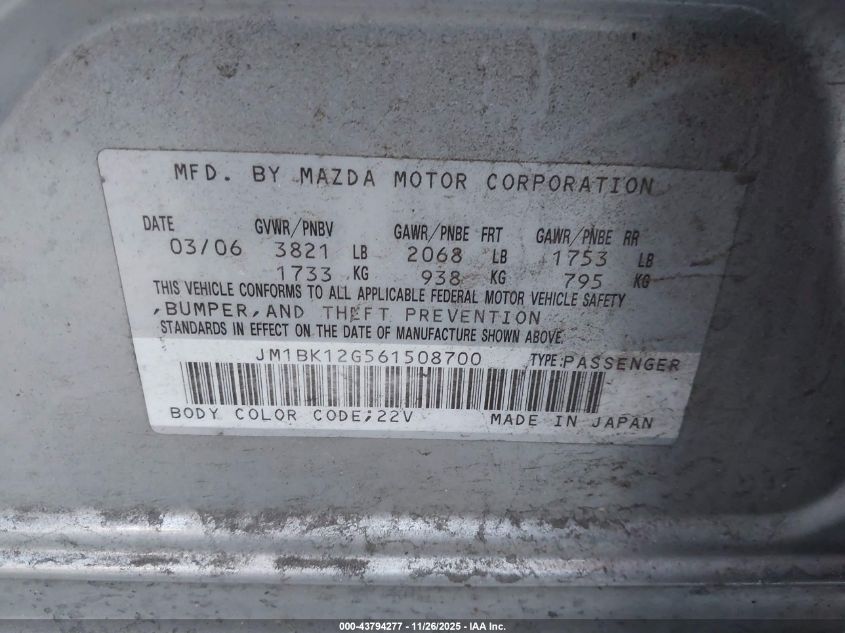 MFD. BY MAZDA MOTOR CORPORATION
DATE GVWR/PNBV GAWR/PNBE FRT GAWR/PNBE RR
03/06 3821 LB 2068 LB 1753 LB
1733 KG 938 KG 795 KG
THIS VEHICLE CONFORMS TO ALL APPLICABLE FEDERAL MOTOR VEHICLE SAFETY
,BUMPER,AND THEFT PREVENTION
STANDARDS IN EFFECT ON THE DATE OF MANUFACTURE SHOWN ABOVE.
JM1BK12G561508700 TYPE:PASSENGER
BODY COLOR CODE;22V MADE IN JAPAN
000-43794277 - 11/26/2025 - IAA Inc.